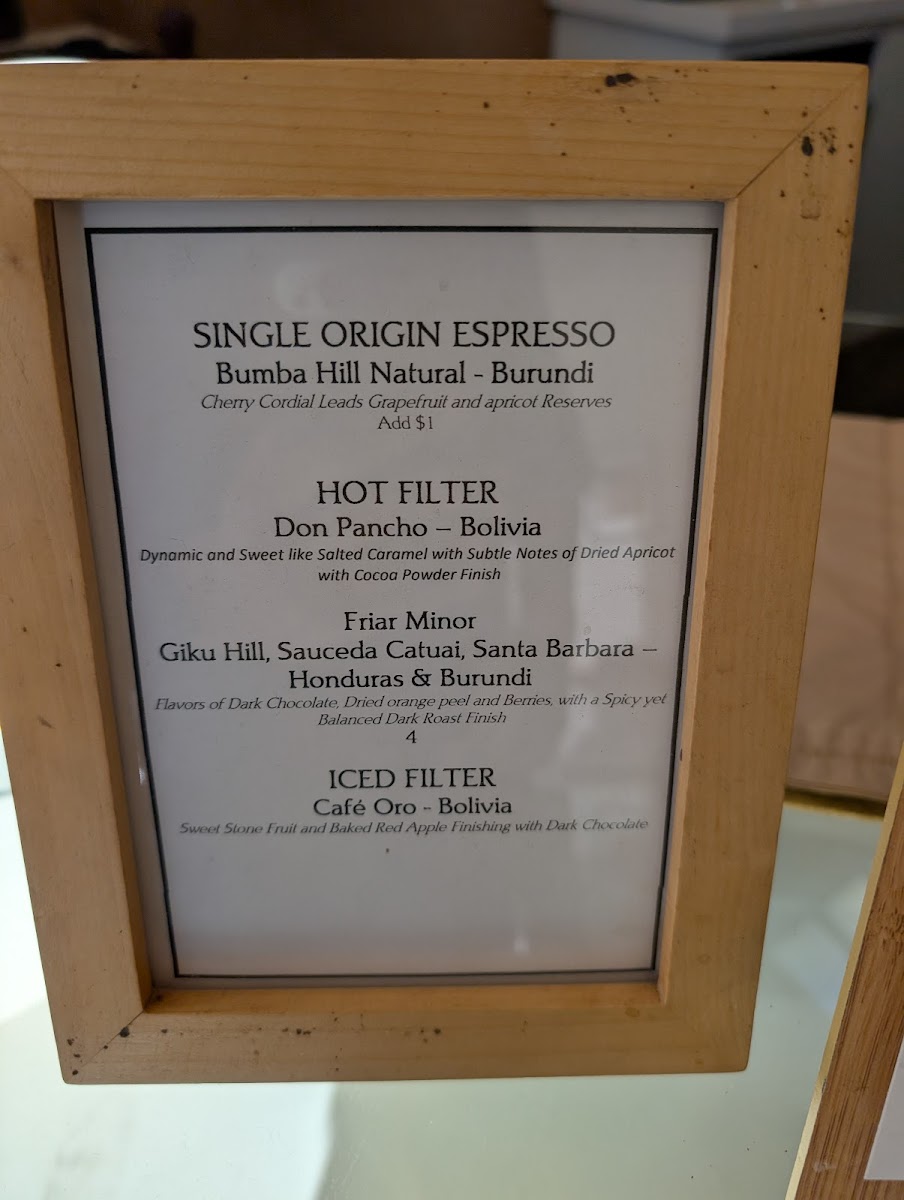 SINGLE ORIGIN ESPRESSO
Bumba Hill Natural - Burundi
Cherry Cordial Leads Grapefruit and apricot Reserves
Add $1
HOT FILTER
Don Pancho – Bolivia
Dynamic and Sweet like Salted Caramel with Subtle Notes of Dried Apricot
with Cocoa Powder Finish
Friar Minor
Giku Hill, Sauceda Catuai, Santa Barbara –
Honduras & Burundi
Flavors of Dark Chocolate, Dried orange peel and Berries, with a Spicy yet
Balanced Dark Roast Finish
4
ICED FILTER
Café Oro - Bolivia
Sweet Stone Fruit and Baked Red Apple Finishing with Dark Chocolate